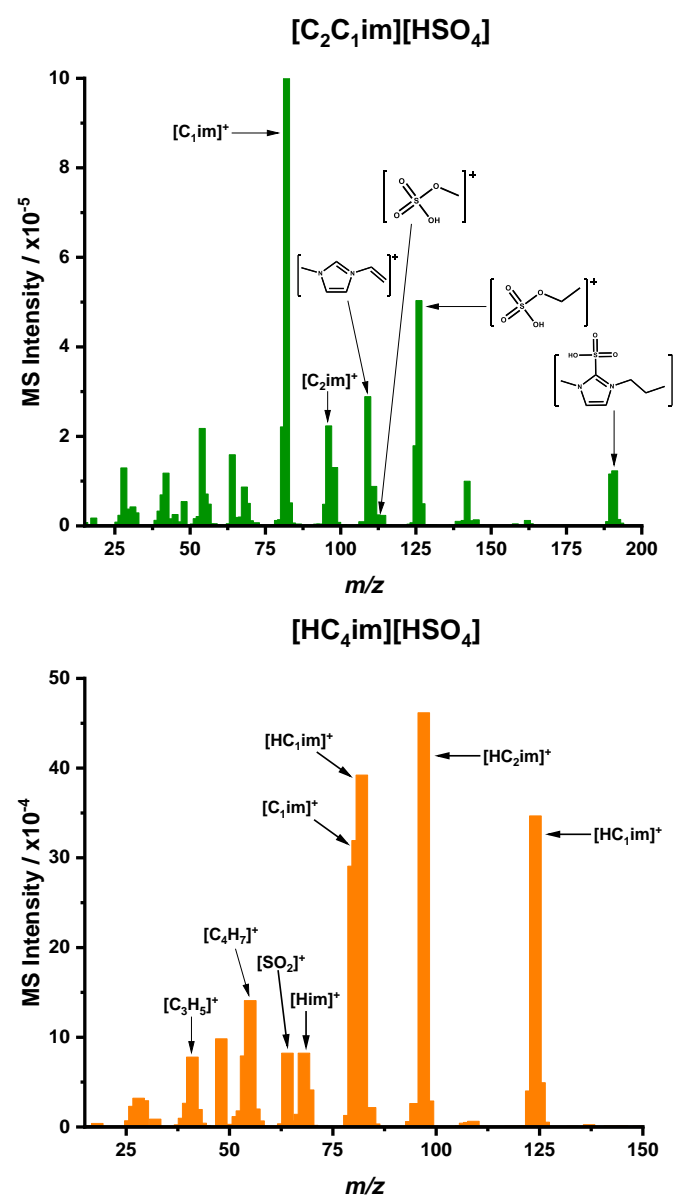 [C₂C₁im][HSO₄]
MS Intensity / x10⁻⁵
10
8
6
4
2
0
[C₁im]⁺
[C₂im]⁺
O
O
S
O
OH
+
N
N
+
O
O
S
O
OH
+
HO
S
O
O
N
N
25
50
75
100
125
150
175
200
m/z
[HC₄im][HSO₄]
MS Intensity / x10⁻⁴
50
40
30
20
10
0
[HC₁im]⁺
[HC₂im]⁺
[C₁im]⁺
[HC₁im]⁺
[C₄H₇]⁺
[SO₂]⁺
[Him]⁺
[C₃H₅]⁺
25
50
75
100
125
150
m/z